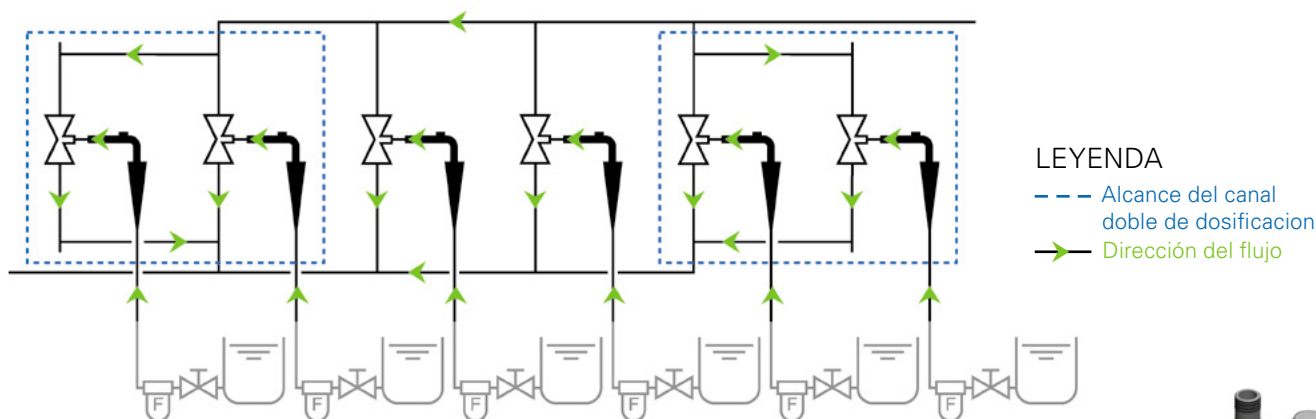 LEYENDA
Alcance del canal
doble de dosificacion
Dirección del flujo
F
F
F
F
F
F